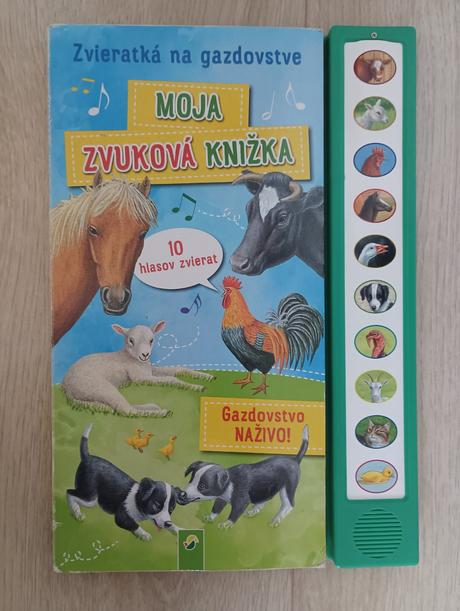 Zvieratká na gazdovstve
MOJA
ZVUKOVÁ KNIŽKA
10
hlasov zvierat
Gazdovstvo
NAŽIVO!